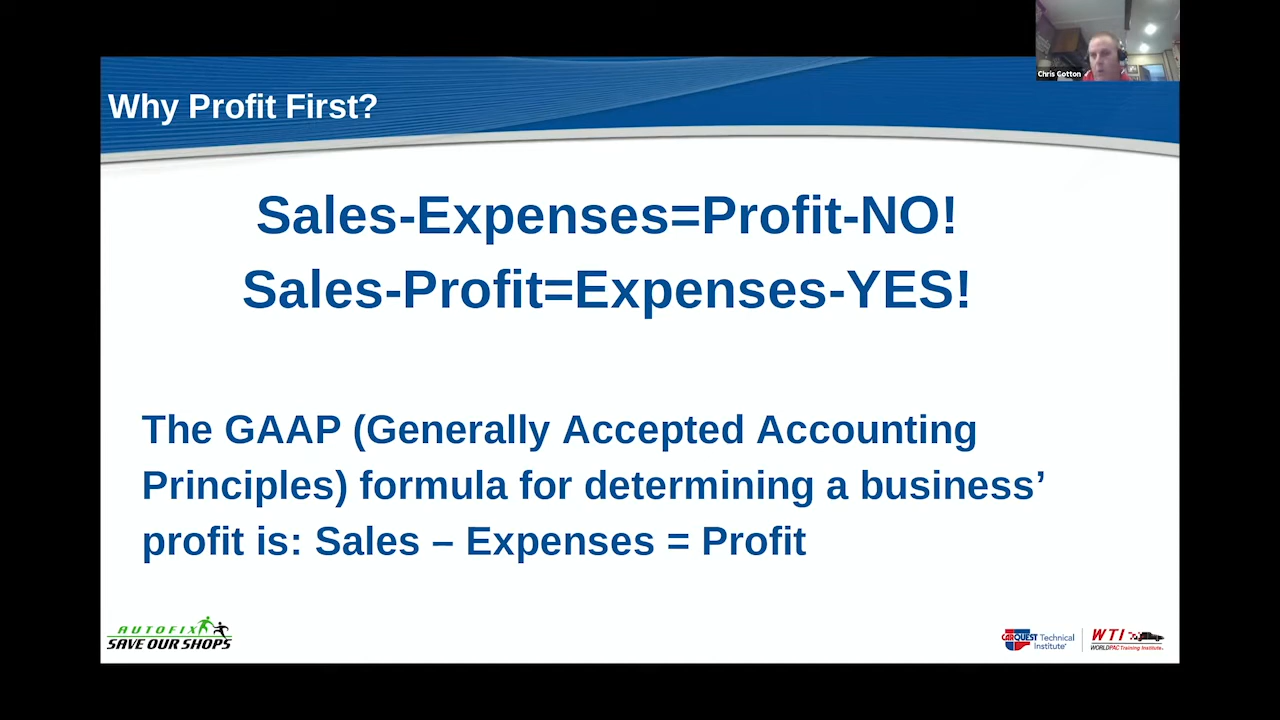 Chris Cotton
Why Profit First?
Sales-Expenses=Profit-NO!
Sales-Profit=Expenses-YES!
The GAAP (Generally Accepted Accounting
Principles) formula for determining a business’
profit is: Sales – Expenses = Profit
AUTOFIX
SAVE OUR SHOPS
CARQUEST Technical
Institute
WTI
WORLDPAC Training Institute.